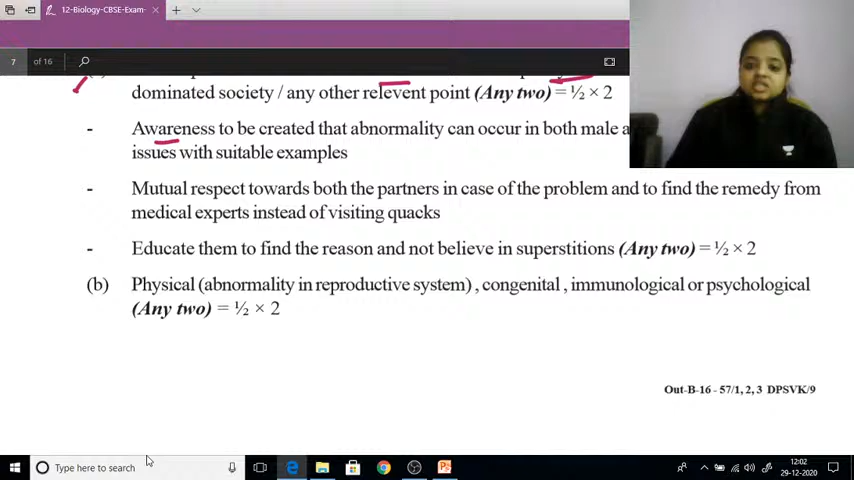 12-Biology-CBSE-Exam-
7 of 16
dominated society / any other relevent point (Any two) = ½ × 2
- Awareness to be created that abnormality can occur in both male
issues with suitable examples
- Mutual respect towards both the partners in case of the problem and to find the remedy from
medical experts instead of visiting quacks
- Educate them to find the reason and not believe in superstitions (Any two) = ½ × 2
(b) Physical (abnormality in reproductive system) , congenital , immunological or psychological
(Any two) = ½ × 2
Out-B-16 - 57/1, 2, 3 DPSVK/9
Type here to search
12:02
29-12-2020